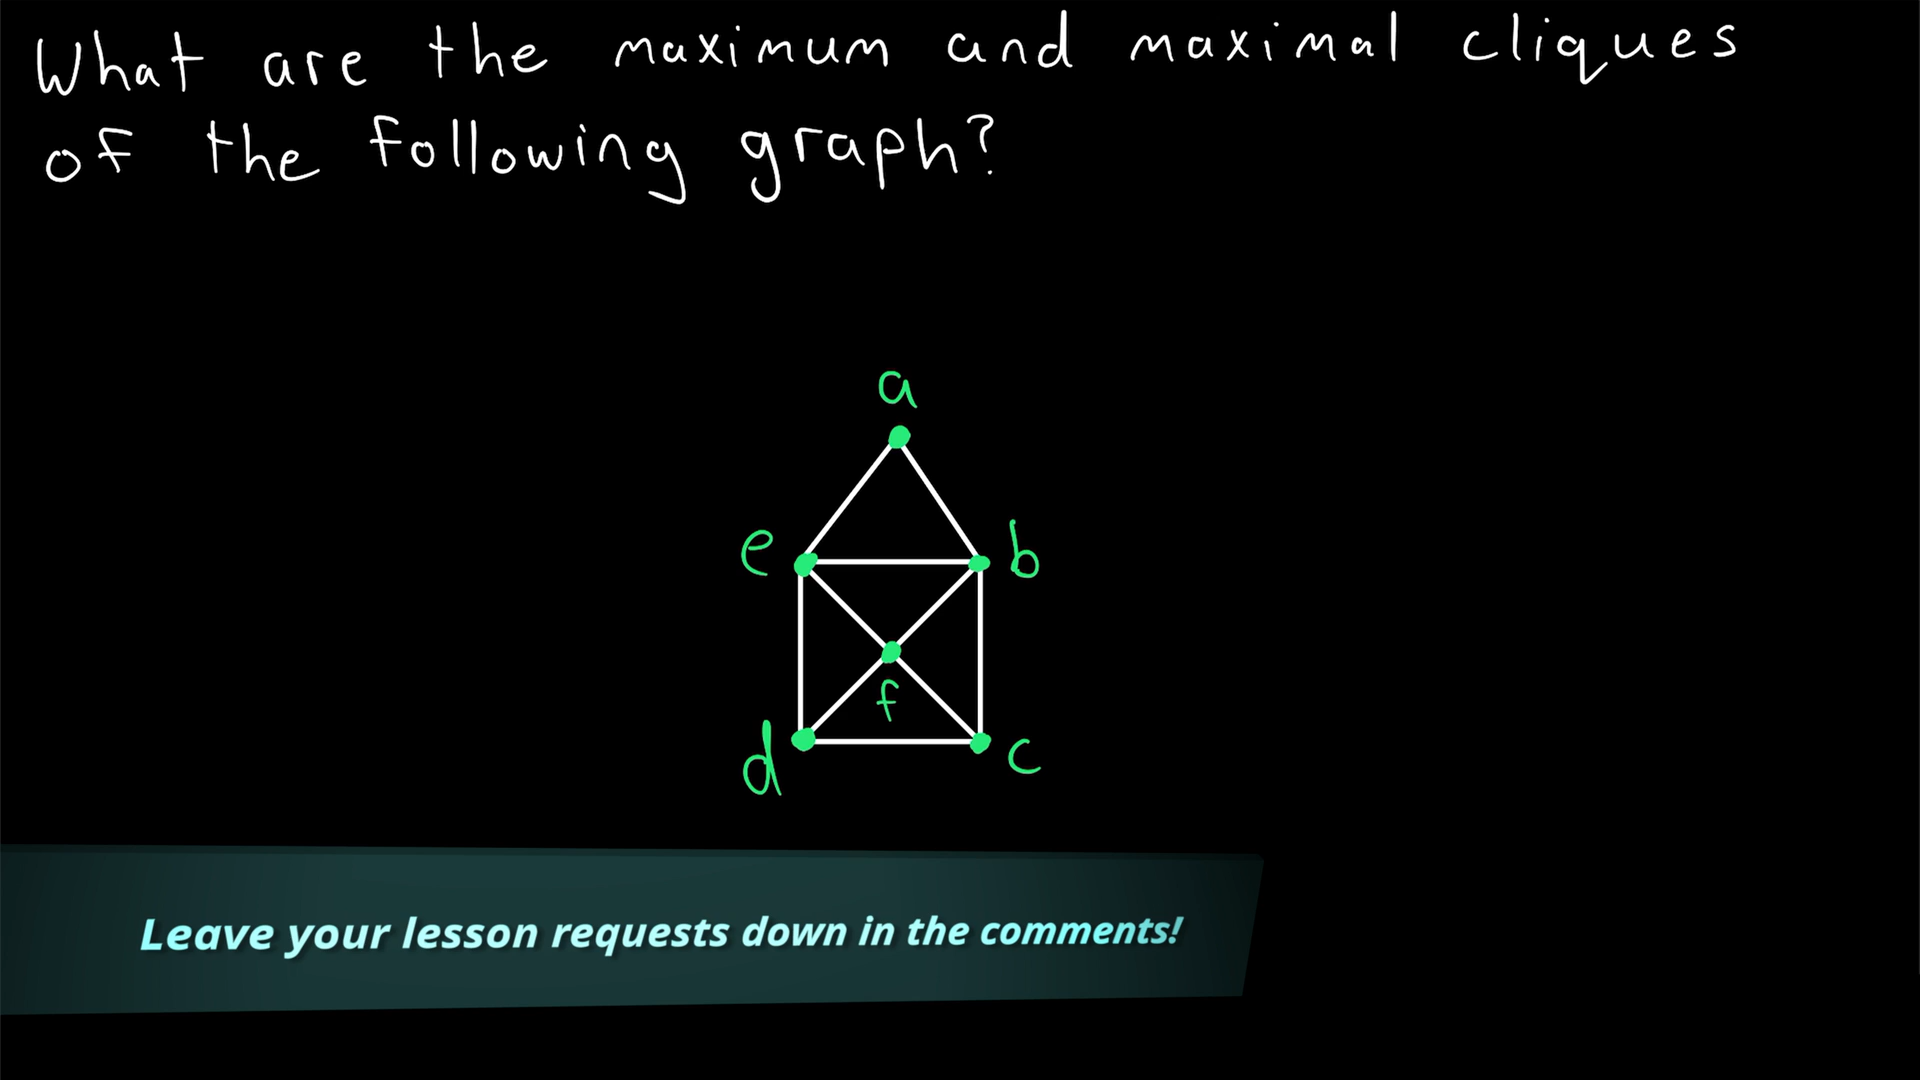 What are the maximum and maximal cliques
of the following graph?
a
e
b
f
d
c
Leave your lesson requests down in the comments!